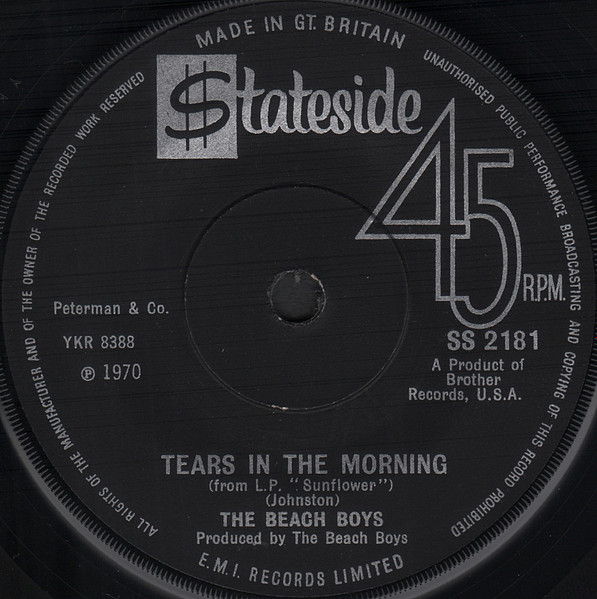 MADE IN GT. BRITAIN
UNAUTHORISED PUBLIC PERFORMANCE BROADCASTING AND COPYING OF THIS RECORD PROHIBITED
ALL RIGHTS OF THE MANUFACTURER AND OF THE OWNER OF THE RECORDED WORK RESERVED
$tateside
45
R.P.M.
Peterman & Co.
YKR 8388
℗ 1970
SS 2181
A Product of
Brother
Records, U.S.A.
TEARS IN THE MORNING
(from L.P. "Sunflower")
(Johnston)
THE BEACH BOYS
Produced by The Beach Boys
E.M.I. RECORDS LIMITED